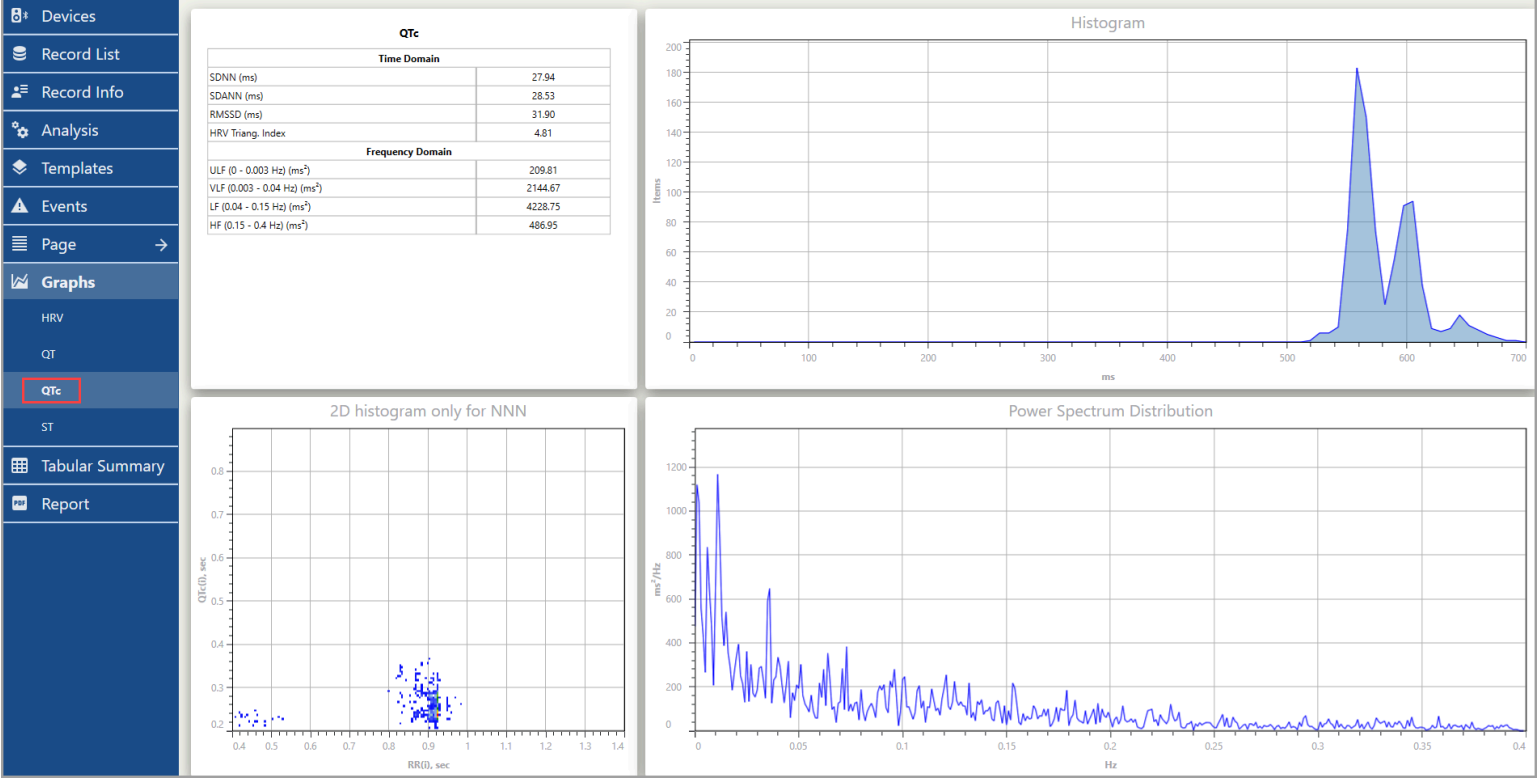 Devices
Record List
Record Info
Analysis
Templates
Events
Page
Graphs
HRV
QT
QTc
ST
Tabular Summary
PDF
Report
QTc
Time Domain
SDNN (ms) 27.94
SDANN (ms) 28.53
RMSSD (ms) 31.90
HRV Triang. Index 4.81
Frequency Domain
ULF (0 - 0.003 Hz) (ms²) 209.81
VLF (0.003 - 0.04 Hz) (ms²) 2144.67
LF (0.04 - 0.15 Hz) (ms²) 4228.75
HF (0.15 - 0.4 Hz) (ms²) 486.95
Histogram
200
180
160
140
120
100
80
60
40
20
0
Items
0 100 200 300 400 500 600 700
ms
2D histogram only for NNN
0.8
0.7
0.6
0.5
0.4
0.3
0.2
QTc(i), sec
0.4 0.5 0.6 0.7 0.8 0.9 1 1.1 1.2 1.3 1.4
RR(i), sec
Power Spectrum Distribution
1200
1000
800
600
400
200
0
ms²/Hz
0 0.05 0.1 0.15 0.2 0.25 0.3 0.35 0.4
Hz